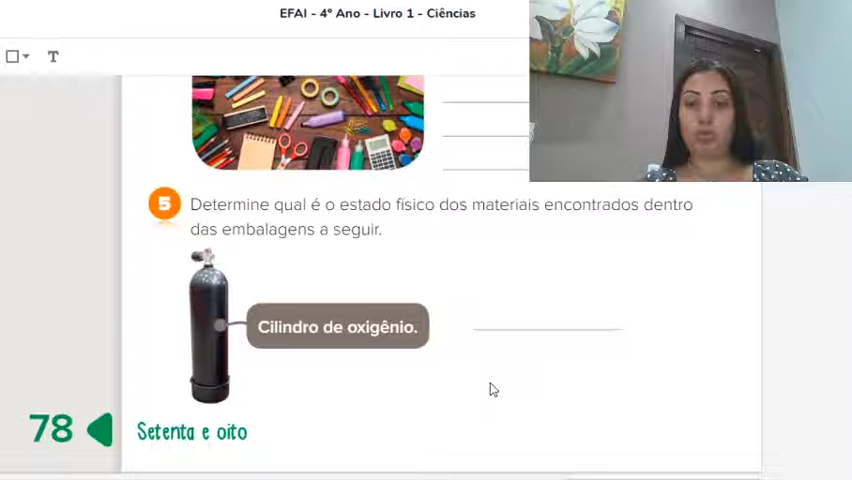 EFAI - 4º Ano - Livro 1 - Ciências
T
5 Determine qual é o estado físico dos materiais encontrados dentro
das embalagens a seguir.
Cilindro de oxigênio.
78 Setenta e oito